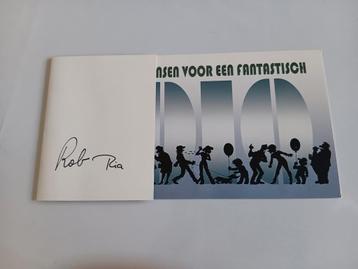 NSEN VOOR EEN FANTASTISCH
Rob Ria